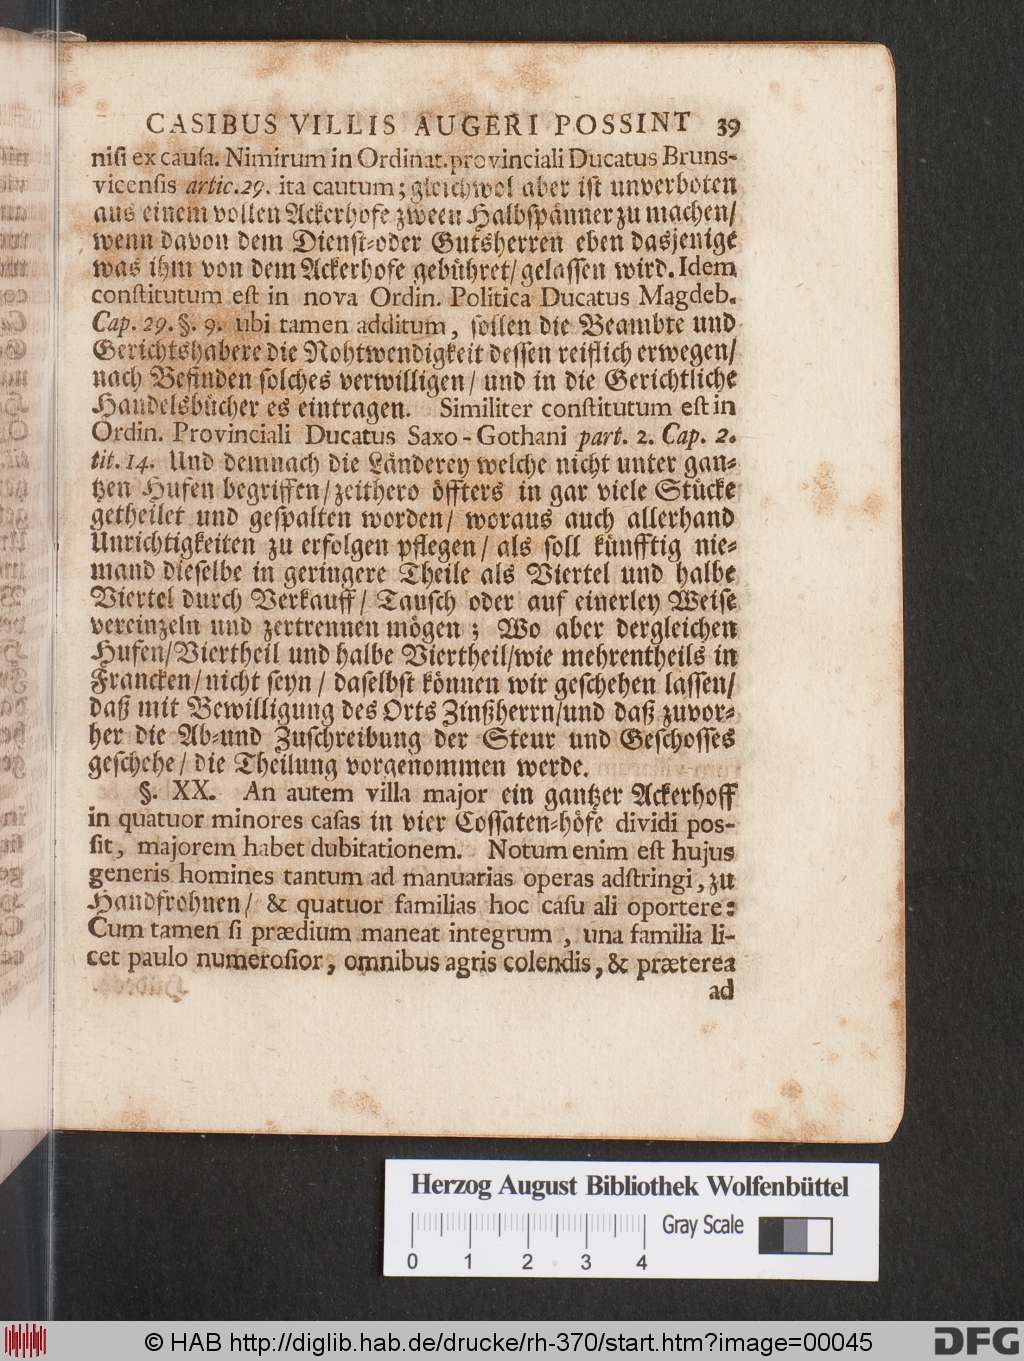 CASIBUS VILLIS AUGERI POSSINT 39
niſi ex cauſa. Nimirum in Ordinat. provinciali Ducatus Bruns-
vicenſis artic. 29. ita cautum; gleichwol aber iſt unverboten
aus einem vollen Ackerhofe zween Halbſpänner zu machen/
wenn davon dem Dienſt-oder Gutsherren eben dasjenige
was ihm von dem Ackerhofe gebühret/ gelaſſen wird. Idem
conſtitutum eſt in nova Ordin. Politica Ducatus Magdeb.
Cap. 29. §. 9. ubi tamen additum, ſollen die Beambte und
Gerichtshabere die Nohtwendigkeit deſſen reiflich erwegen/
nach Befinden ſolches verwilligen/ und in die Gerichtliche
Handelsbücher es eintragen. Similiter conſtitutum eſt in
Ordin. Provinciali Ducatus Saxo-Gothani part. 2. Cap. 2.
tit. 14. Und demnach die Länderey welche nicht unter gan-
tzen Hufen begriffen/ zeithero öffters in gar viele Stücke
getheilet und geſpalten worden/ woraus auch allerhand
Unrichtigkeiten zu erfolgen pflegen/ als ſoll künfftig nie-
mand dieſelbe in geringere Theile als Viertel und halbe
Viertel durch Verkauff/ Tauſch oder auf einerley Weiſe
vereinzeln und zertrennen mögen; Wo aber dergleichen
Hufen/Viertheil und halbe Viertheil/wie mehrentheils in
Francken/ nicht ſeyn/ daſelbſt können wir geſchehen laſſen/
daß mit Bewilligung des Orts Zinßherrn/und daß zuvor-
her die Ab-und Zuſchreibung der Steur und Geſchoſſes
geſchehe/ die Theilung vorgenommen werde.
§. XX. An autem villa major ein gantzer Ackerhoff
in quatuor minores caſas in vier Coſſaten-höfe dividi pos-
ſit, majorem habet dubitationem. Notum enim eſt hujus
generis homines tantum ad manuarias operas adſtringi, zu
Handfrohnen/ & quatuor familias hoc caſu ali oportere:
Cum tamen ſi prædium maneat integrum, una familia li-
cet paulo numeroſior, omnibus agris colendis, & præterea
ad
Herzog August Bibliothek Wolfenbüttel
Gray Scale
0 1 2 3 4
© HAB http://diglib.hab.de/drucke/rh-370/start.htm?image=00045
DFG